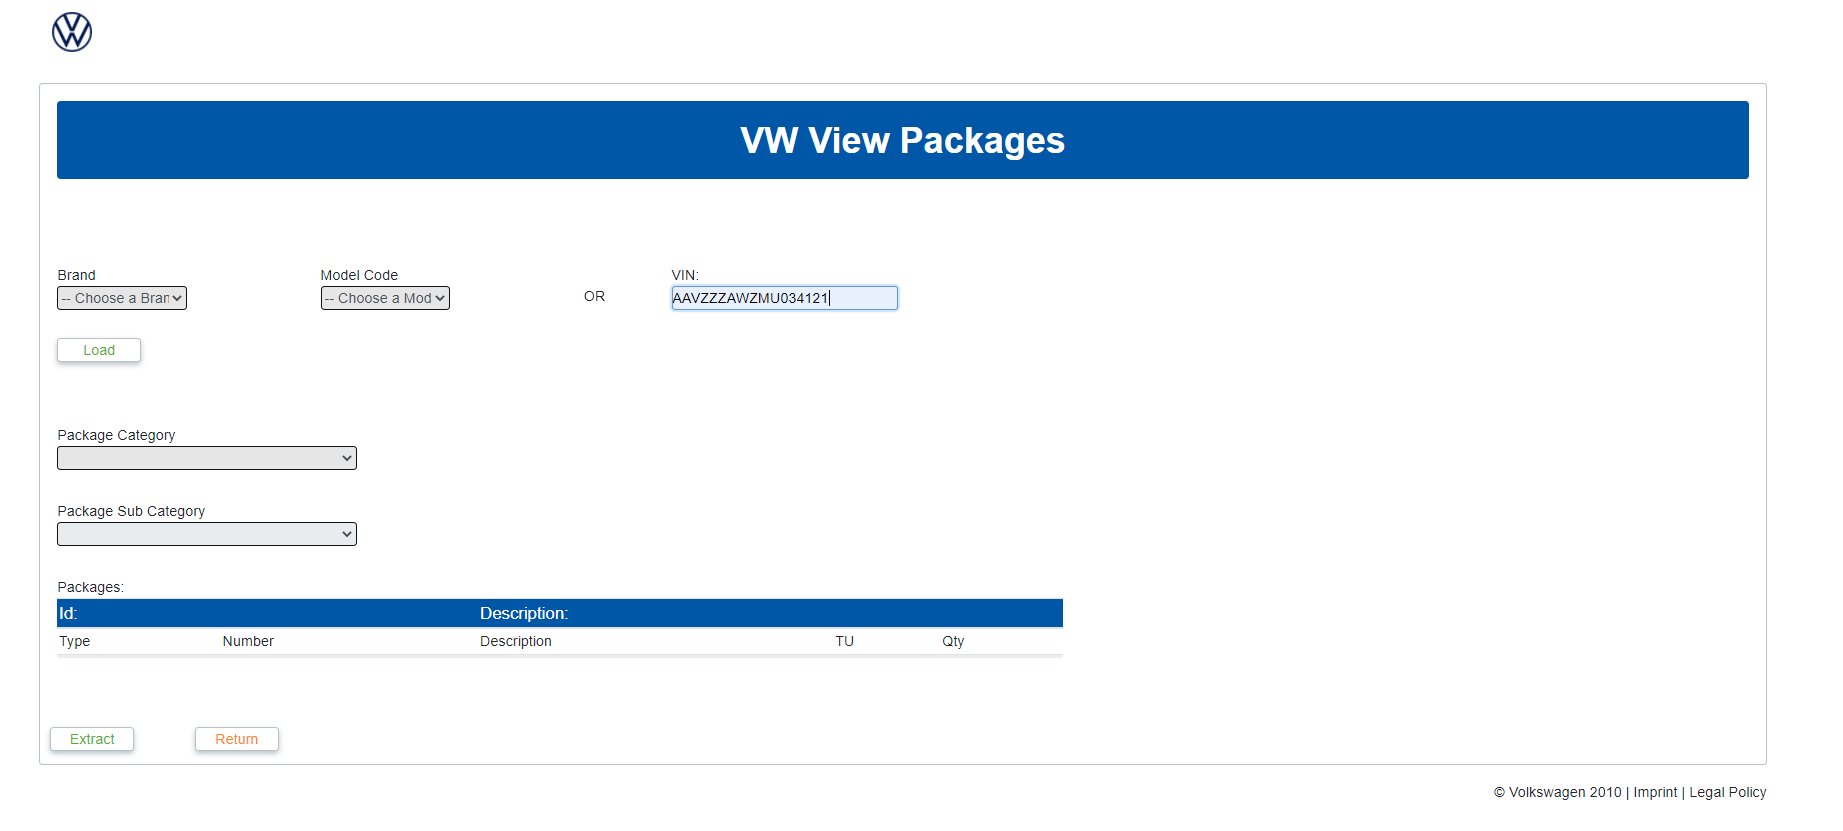 VW View Packages
Brand
Model Code
VIN:
-- Choose a Bran
-- Choose a Mod
OR
AAVZZZAWZMU034121
Load
Package Category
Package Sub Category
Packages:
Id: Description:
Type Number Description TU Qty
Extract Return
© Volkswagen 2010 | Imprint | Legal Policy